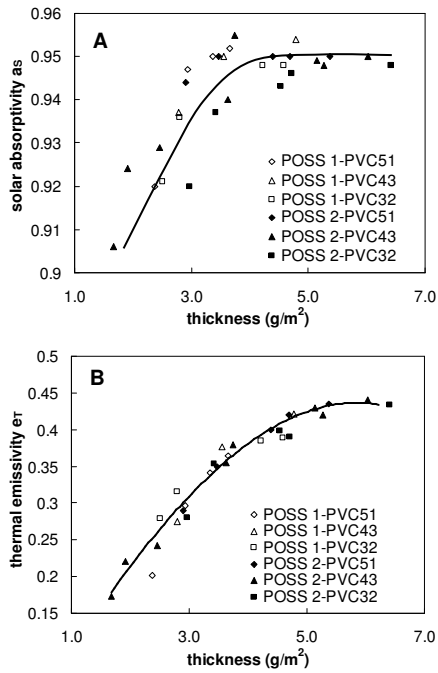 0.96
A
0.95
0.94
0.93
0.92
0.91
0.9
solar absorptivity as
POSS 1-PVC51
POSS 1-PVC43
POSS 1-PVC32
POSS 2-PVC51
POSS 2-PVC43
POSS 2-PVC32
1.0 3.0 5.0 7.0
thickness (g/m²)
0.5
B
0.45
0.4
0.35
0.3
0.25
0.2
0.15
thermal emissivity eT
POSS 1-PVC51
POSS 1-PVC43
POSS 1-PVC32
POSS 2-PVC51
POSS 2-PVC43
POSS 2-PVC32
1.0 3.0 5.0 7.0
thickness (g/m²)